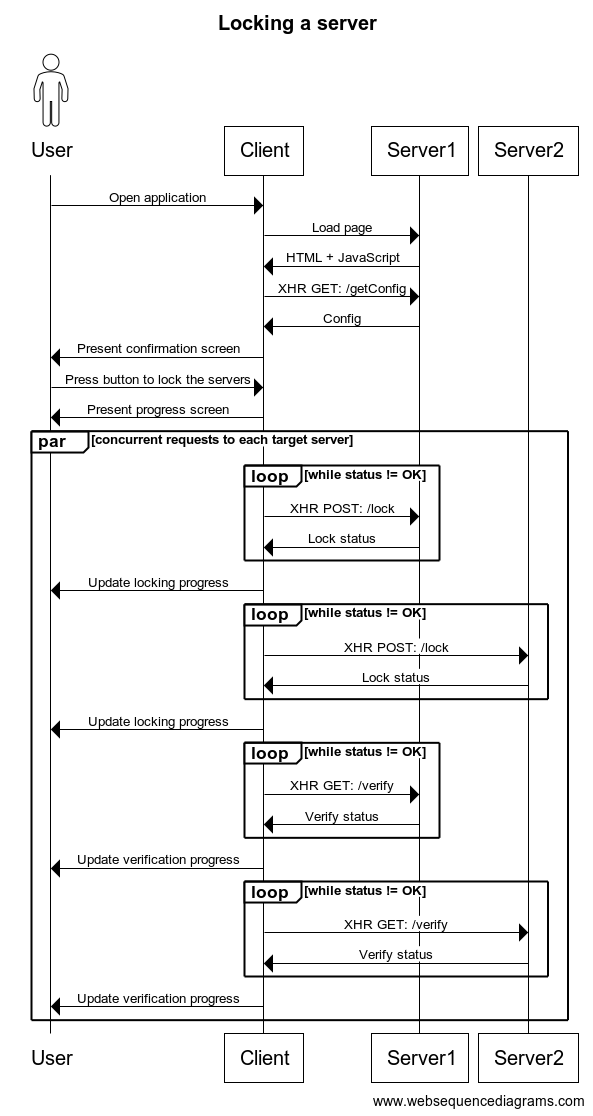 Locking a server
User
Client
Server1
Server2
Open application
Load page
HTML + JavaScript
XHR GET: /getConfig
Config
Present confirmation screen
Press button to lock the servers
Present progress screen
par [concurrent requests to each target server]
loop [while status != OK]
XHR POST: /lock
Lock status
Update locking progress
loop [while status != OK]
XHR POST: /lock
Lock status
Update locking progress
loop [while status != OK]
XHR GET: /verify
Verify status
Update verification progress
loop [while status != OK]
XHR GET: /verify
Verify status
Update verification progress
User
Client
Server1
Server2
www.websequencediagrams.com